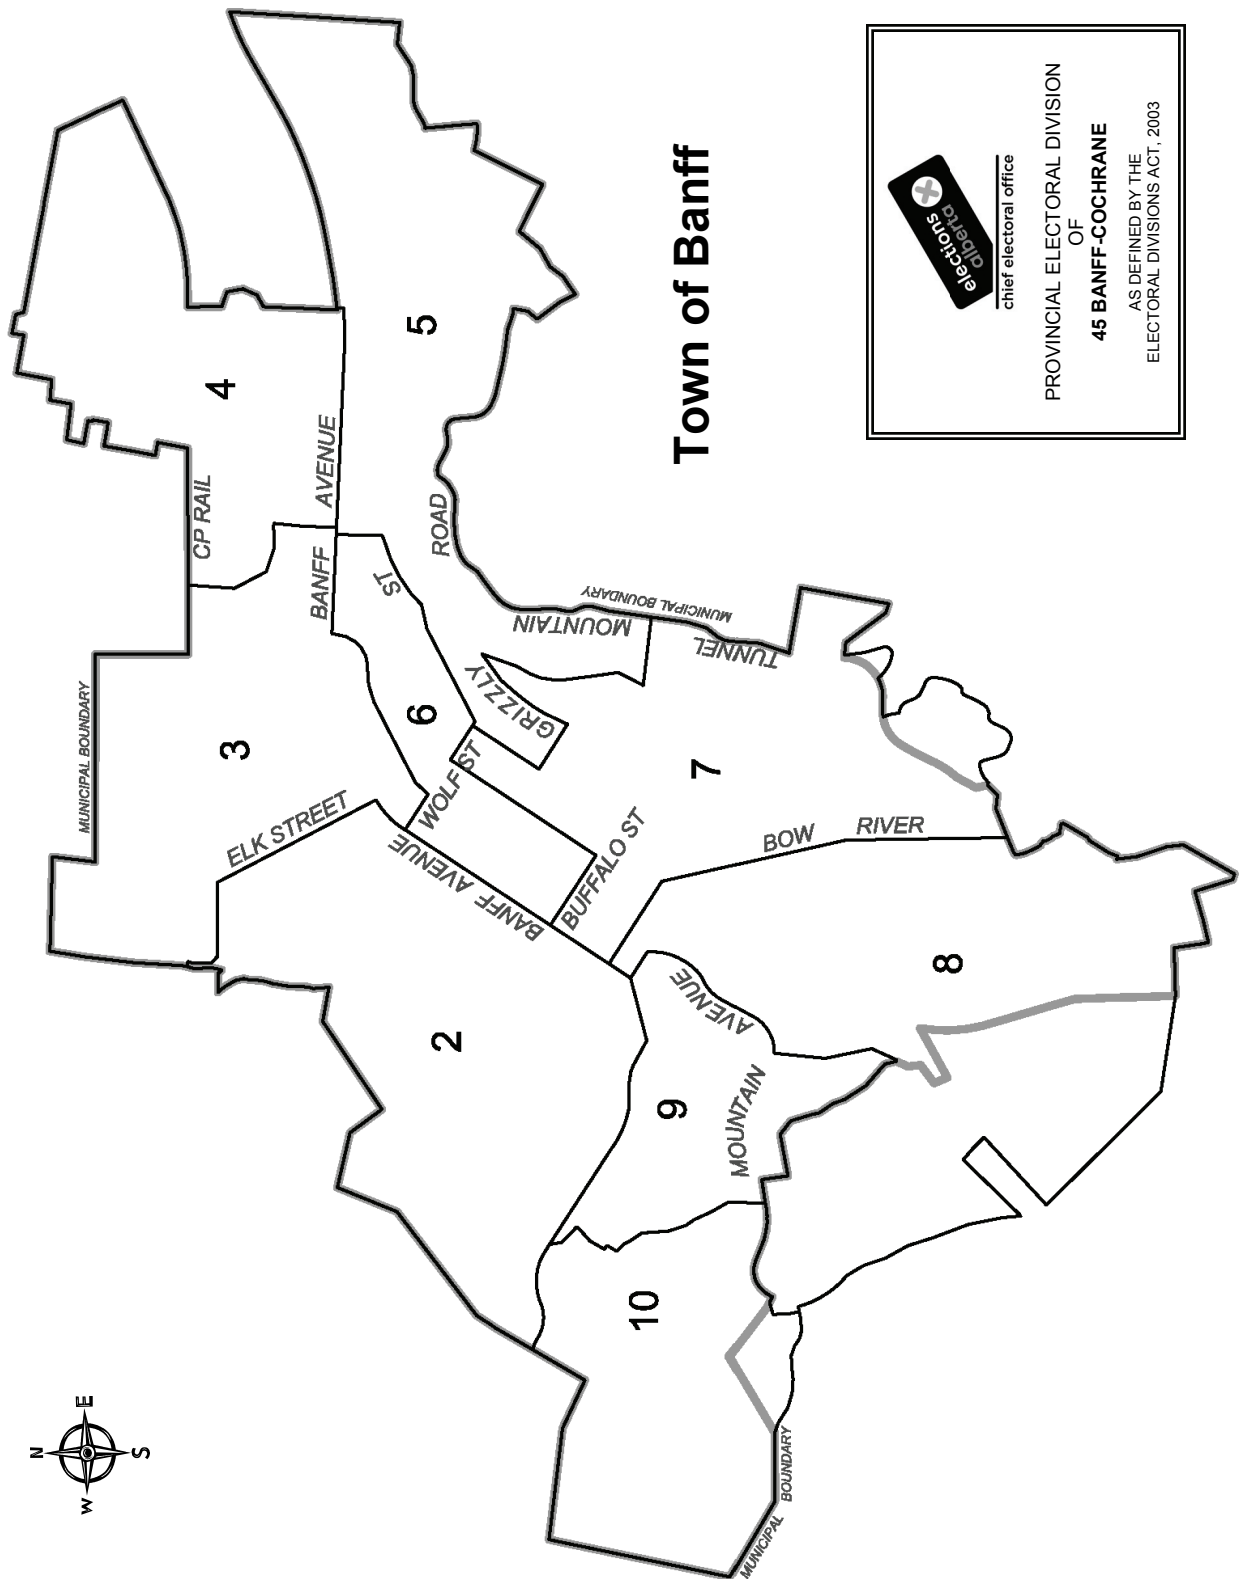 N
E
S
W
MUNICIPAL BOUNDARY
CP RAIL
4
5
3
BANFF AVENUE
ST
6
ELK STREET
WOLF ST
GRIZZLY
TUNNEL MOUNTAIN ROAD
MUNICIPAL BOUNDARY
BANFF AVENUE
BUFFALO ST
7
BOW RIVER
2
8
9
MOUNTAIN AVENUE
10
MUNICIPAL BOUNDARY
Town of Banff
elections
alberta
chief electoral office
PROVINCIAL ELECTORAL DIVISION
OF
45 BANFF-COCHRANE
AS DEFINED BY THE
ELECTORAL DIVISIONS ACT, 2003